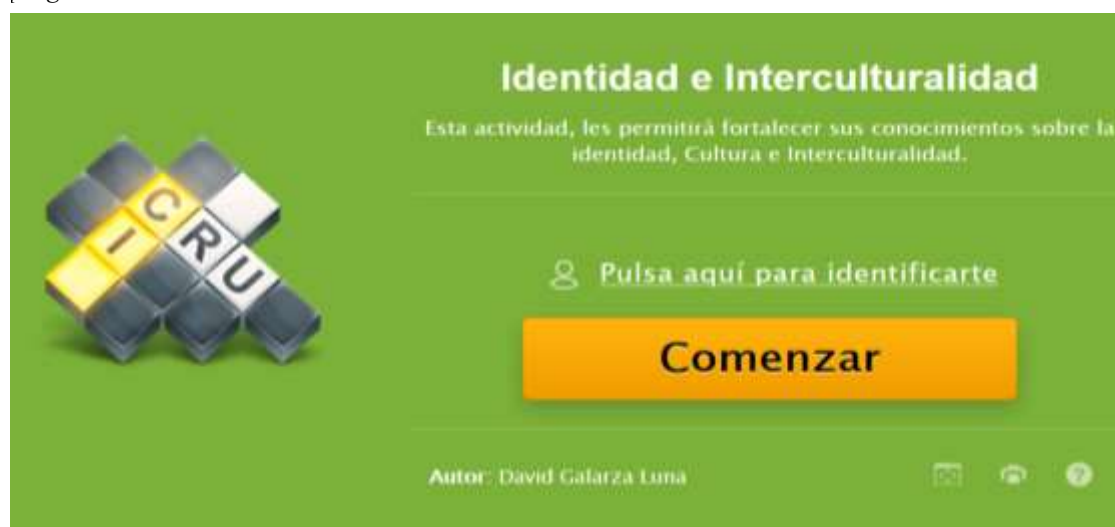 Identidad e Interculturalidad
Esta actividad, les permitirá fortalecer sus conocimientos sobre la
identidad, Cultura e Interculturalidad.
C
I R
U
Pulsa aquí para identificarte
Comenzar
Autor: David Galarza Luna